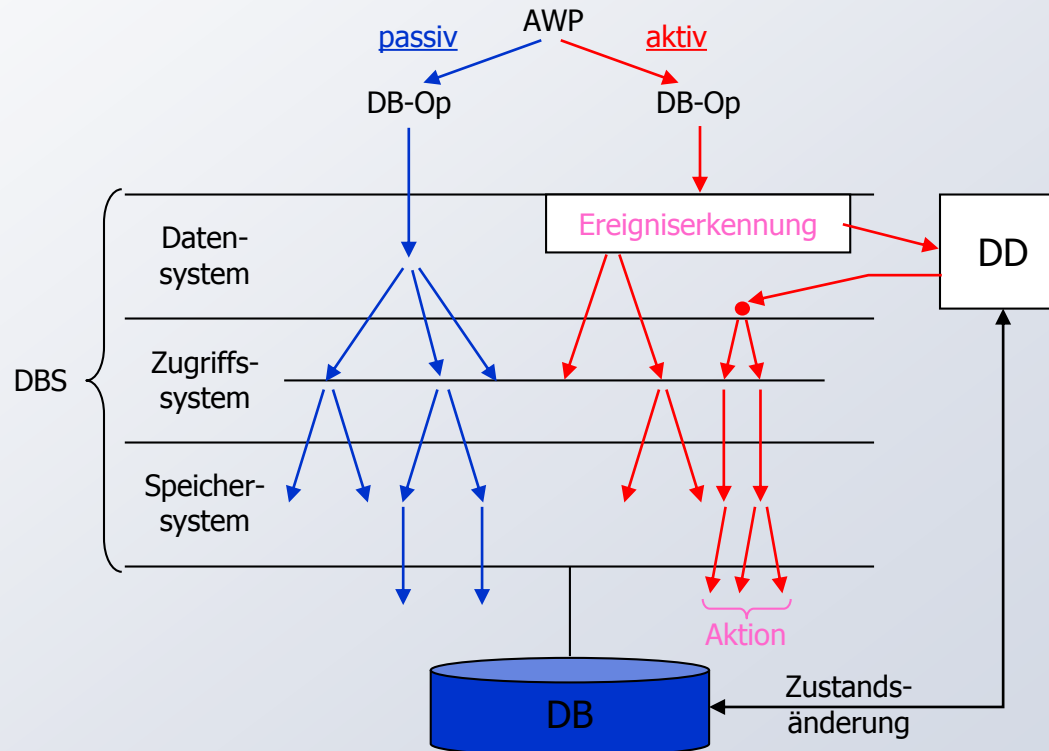 AWP
passiv
aktiv
DB-Op
DB-Op
Ereigniserkennung
Daten-
system
DD
Zugriffs-
system
DBS
Speicher-
system
Aktion
DB
Zustands-
änderung